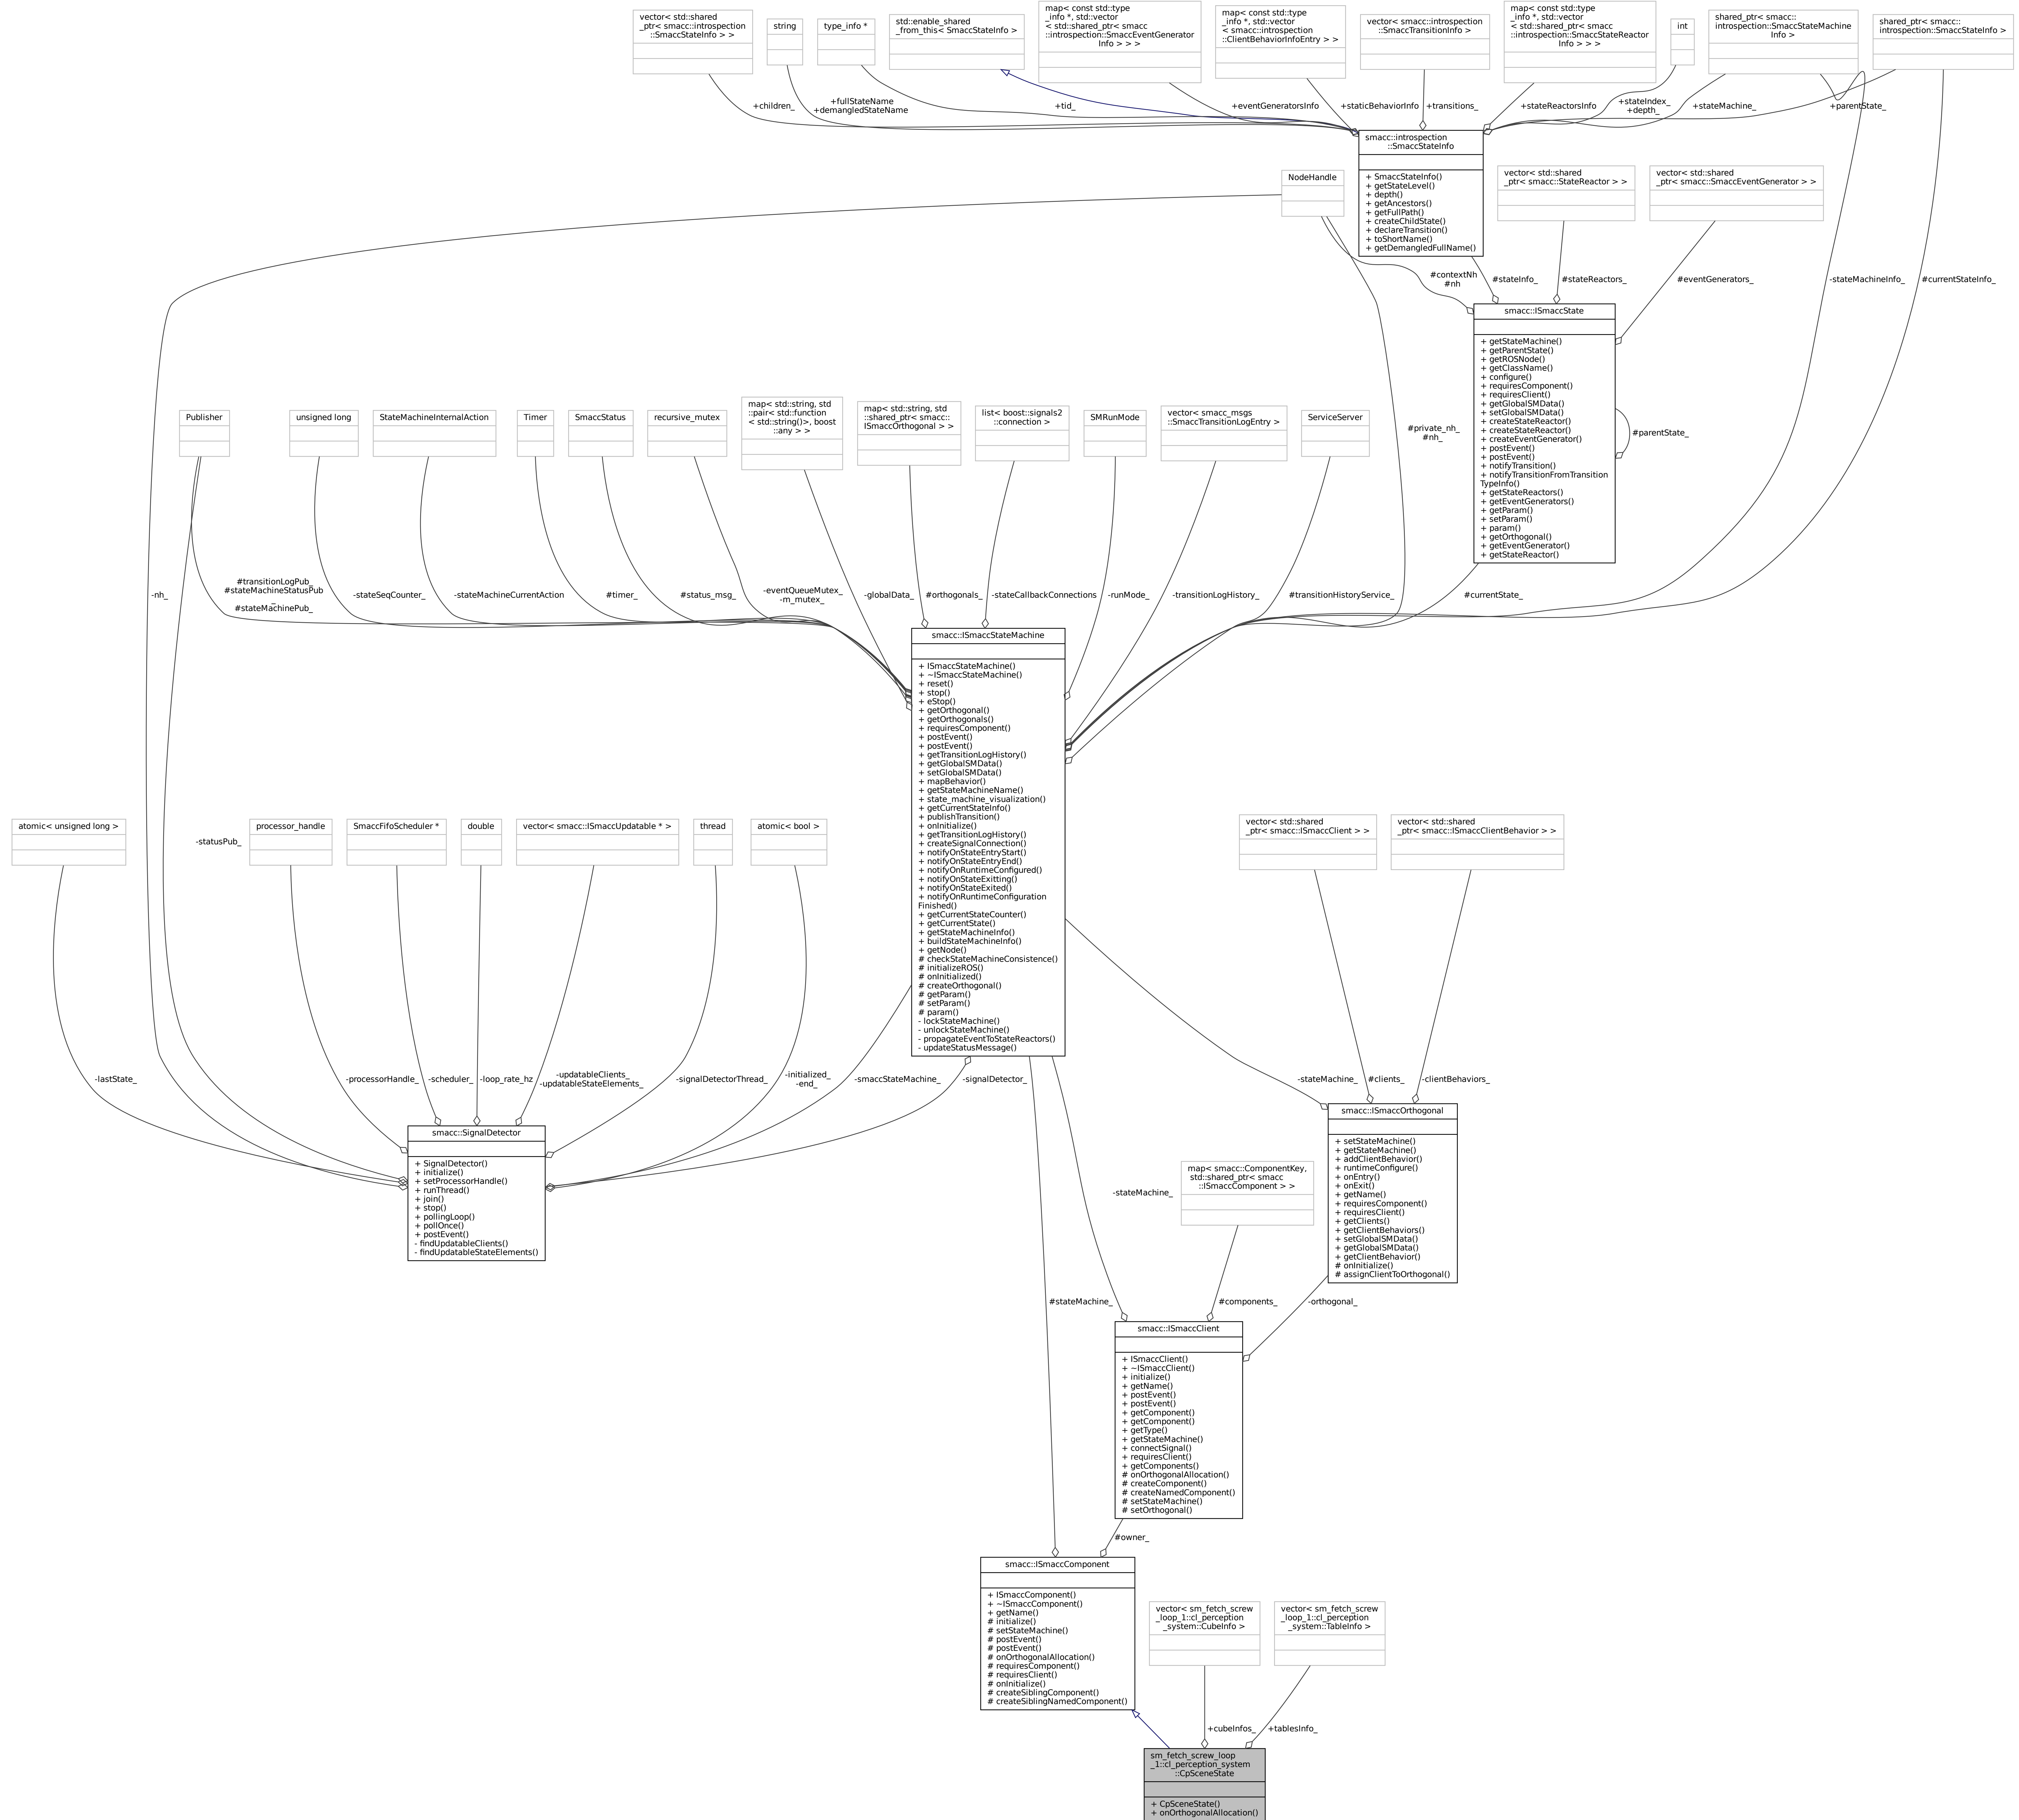 vector< std::shared
_ptr< smacc::introspection
::SmaccStateInfo > >
string
type_info *
std::enable_shared
_from_this< SmaccStateInfo >
map< const std::type
_info *, std::vector
< std::shared_ptr< smacc
::introspection::SmaccEventGenerator
Info > > >
map< const std::type
_info *, std::vector
< smacc::introspection
::ClientBehaviorInfoEntry > >
vector< smacc::introspection
::SmaccTransitionInfo >
map< const std::type
_info *, std::vector
< std::shared_ptr< smacc
::introspection::SmaccStateReactor
Info > > >
int
shared_ptr< smacc::
introspection::SmaccStateMachine
Info >
shared_ptr< smacc::
introspection::SmaccStateInfo >
+children_
+fullStateName
+demangledStateName
+tid_
+eventGeneratorsInfo
+staticBehaviorInfo
+transitions_
+stateReactorsInfo
+stateIndex_
+depth_
+stateMachine_
+parentState_
smacc::introspection
::SmaccStateInfo
+ SmaccStateInfo()
+ getStateLevel()
+ depth()
+ getAncestors()
+ getFullPath()
+ createChildState()
+ declareTransition()
+ toShortName()
+ getDemangledFullName()
NodeHandle
vector< std::shared
_ptr< smacc::StateReactor > >
vector< std::shared
_ptr< smacc::SmaccEventGenerator > >
#contextNh
#nh
#stateInfo_
#stateReactors_
#eventGenerators_
-stateMachineInfo_
#currentStateInfo_
smacc::ISmaccState
+ getStateMachine()
+ getParentState()
+ getROSNode()
+ getClassName()
+ configure()
+ requiresComponent()
+ requiresClient()
+ getGlobalSMData()
+ setGlobalSMData()
+ createStateReactor()
+ createStateReactor()
+ createEventGenerator()
+ postEvent()
+ postEvent()
+ notifyTransition()
+ notifyTransitionFromTransition
TypeInfo()
+ getStateReactors()
+ getEventGenerators()
+ getParam()
+ setParam()
+ param()
+ getOrthogonal()
+ getEventGenerator()
+ getStateReactor()
#parentState_
Publisher
unsigned long
StateMachineInternalAction
Timer
SmaccStatus
recursive_mutex
map< std::string, std
::pair< std::function
< std::string()>, boost
::any > >
map< std::string, std
::shared_ptr< smacc::
ISmaccOrthogonal > >
list< boost::signals2
::connection >
SMRunMode
vector< smacc_msgs
::SmaccTransitionLogEntry >
ServiceServer
#private_nh_
#nh_
-nh_
#transitionLogPub_
#stateMachineStatusPub
_
#stateMachinePub_
-stateSeqCounter_
-stateMachineCurrentAction
#timer_
#status_msg_
-eventQueueMutex_
-m_mutex_
-globalData_
#orthogonals_
-stateCallbackConnections
-runMode_
-transitionLogHistory_
#transitionHistoryService_
#currentState_
smacc::ISmaccStateMachine
+ ISmaccStateMachine()
+ ~ISmaccStateMachine()
+ reset()
+ stop()
+ eStop()
+ getOrthogonal()
+ getOrthogonals()
+ requiresComponent()
+ postEvent()
+ postEvent()
+ getTransitionLogHistory()
+ getGlobalSMData()
+ setGlobalSMData()
+ mapBehavior()
+ getStateMachineName()
+ state_machine_visualization()
+ getCurrentStateInfo()
+ publishTransition()
+ onInitialize()
+ getTransitionLogHistory()
+ createSignalConnection()
+ notifyOnStateEntryStart()
+ notifyOnStateEntryEnd()
+ notifyOnRuntimeConfigured()
+ notifyOnStateExitting()
+ notifyOnStateExited()
+ notifyOnRuntimeConfiguration
Finished()
+ getCurrentStateCounter()
+ getCurrentState()
+ getStateMachineInfo()
+ buildStateMachineInfo()
+ getNode()
# checkStateMachineConsistence()
# initializeROS()
# onInitialized()
# createOrthogonal()
# getParam()
# setParam()
# param()
- lockStateMachine()
- unlockStateMachine()
- propagateEventToStateReactors()
- updateStatusMessage()
atomic< unsigned long >
-statusPub_
processor_handle
SmaccFifoScheduler *
double
vector< smacc::ISmaccUpdatable * >
thread
atomic< bool >
vector< std::shared
_ptr< smacc::ISmaccClient > >
vector< std::shared
_ptr< smacc::ISmaccClientBehavior > >
-lastState_
-processorHandle_
-scheduler_
-loop_rate_hz
-updatableClients_
-updatableStateElements_
-signalDetectorThread_
-initialized_
-end_
-smaccStateMachine_
-signalDetector_
-stateMachine_
#clients_
-clientBehaviors_
smacc::SignalDetector
+ SignalDetector()
+ initialize()
+ setProcessorHandle()
+ runThread()
+ join()
+ stop()
+ pollingLoop()
+ pollOnce()
+ postEvent()
- findUpdatableClients()
- findUpdatableStateElements()
smacc::ISmaccOrthogonal
+ setStateMachine()
+ getStateMachine()
+ addClientBehavior()
+ runtimeConfigure()
+ onEntry()
+ onExit()
+ getName()
+ requiresComponent()
+ requiresClient()
+ getClients()
+ getClientBehaviors()
+ setGlobalSMData()
+ getGlobalSMData()
+ getClientBehavior()
# onInitialize()
# assignClientToOrthogonal()
-stateMachine_
map< smacc::ComponentKey,
std::shared_ptr< smacc
::ISmaccComponent > >
#stateMachine_
#components_
-orthogonal_
smacc::ISmaccClient
+ ISmaccClient()
+ ~ISmaccClient()
+ initialize()
+ getName()
+ postEvent()
+ postEvent()
+ getComponent()
+ getComponent()
+ getType()
+ getStateMachine()
+ connectSignal()
+ requiresClient()
+ getComponents()
# onOrthogonalAllocation()
# createComponent()
# createNamedComponent()
# setStateMachine()
# setOrthogonal()
#owner_
smacc::ISmaccComponent
+ ISmaccComponent()
+ ~ISmaccComponent()
+ getName()
# initialize()
# setStateMachine()
# postEvent()
# postEvent()
# onOrthogonalAllocation()
# requiresComponent()
# requiresClient()
# onInitialize()
# createSiblingComponent()
# createSiblingNamedComponent()
vector< sm_fetch_screw
_loop_1::cl_perception
_system::CubeInfo >
vector< sm_fetch_screw
_loop_1::cl_perception
_system::TableInfo >
+cubeInfos_
+tablesInfo_
sm_fetch_screw_loop
_1::cl_perception_system
::CpSceneState
+ CpSceneState()
+ onOrthogonalAllocation()